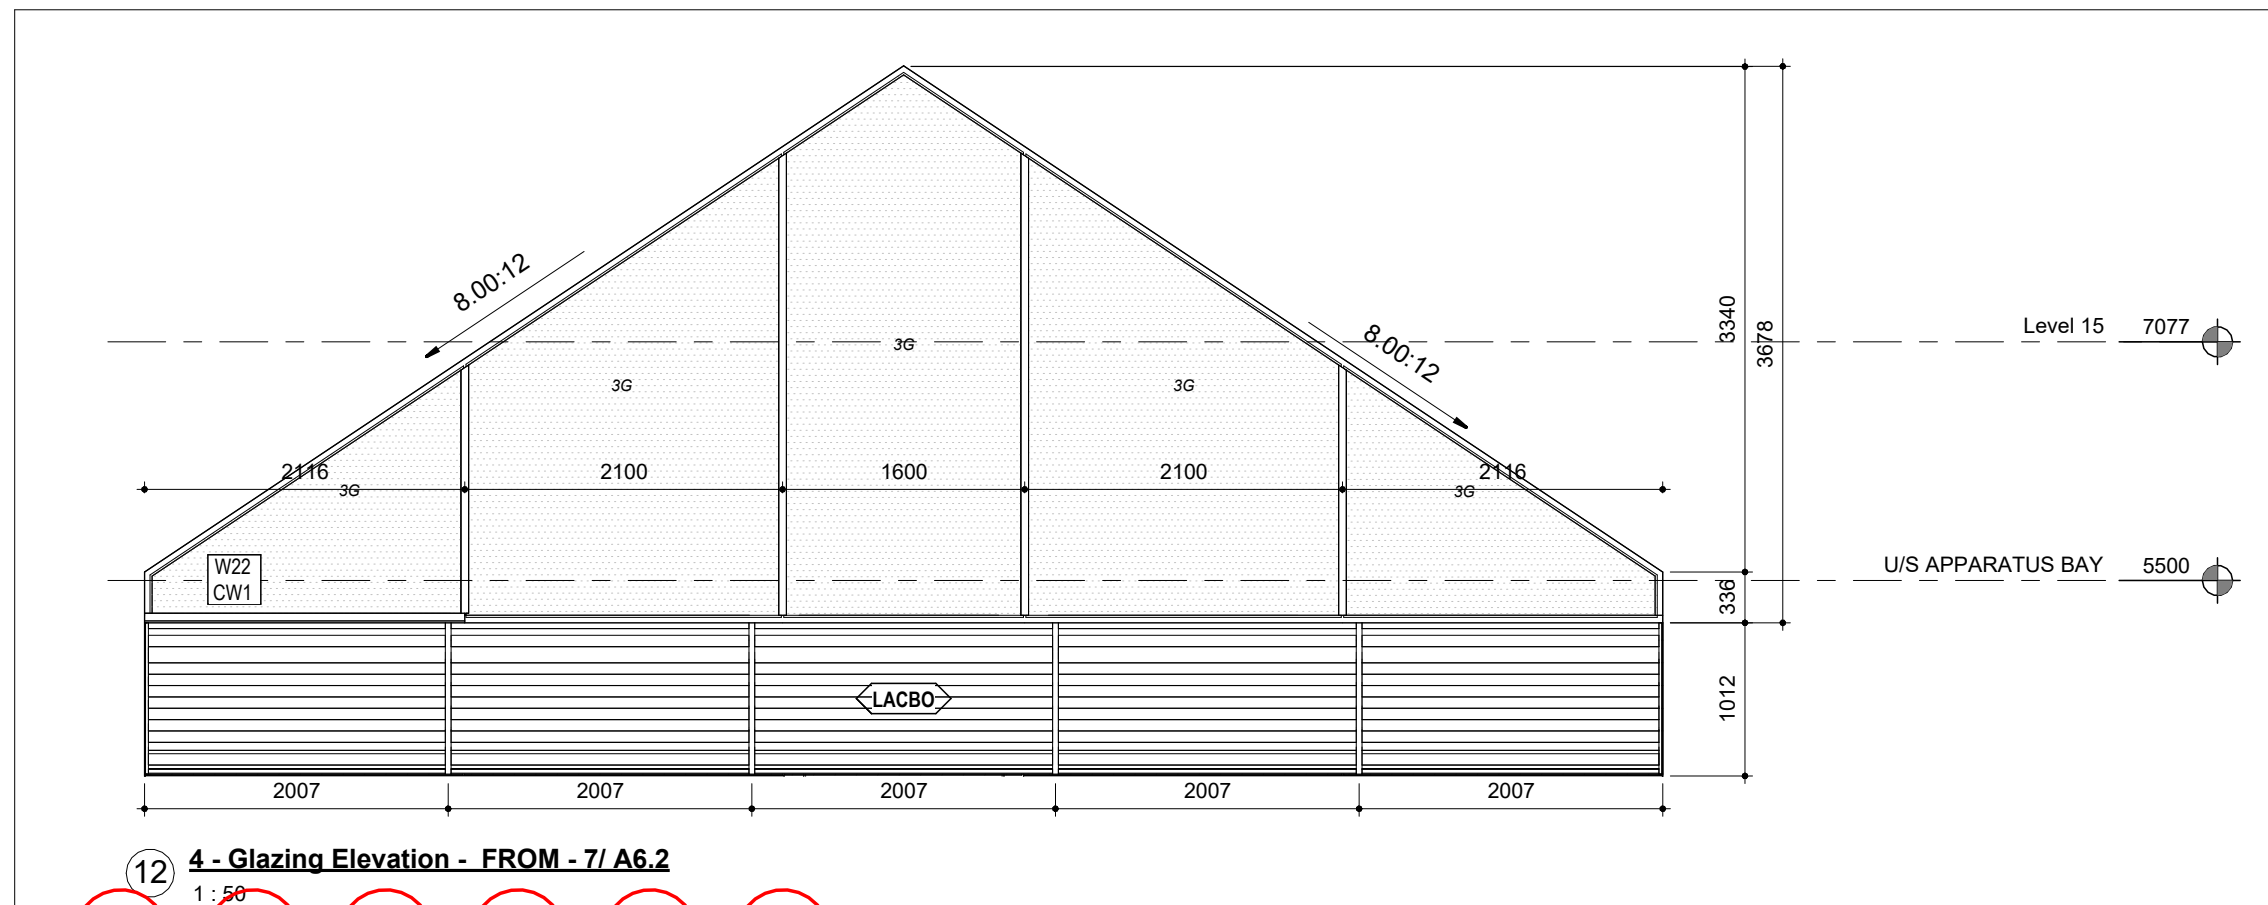 8.00:12
8.00:12
3340
3678
Level 15 7077
3G
3G
3G
2116
2100
1600
2100
2116
3G
3G
W22
CW1
U/S APPARATUS BAY 5500
336
LACBO
1012
2007
2007
2007
2007
2007
12
4 - Glazing Elevation - FROM - 7/ A6.2
1 : 50